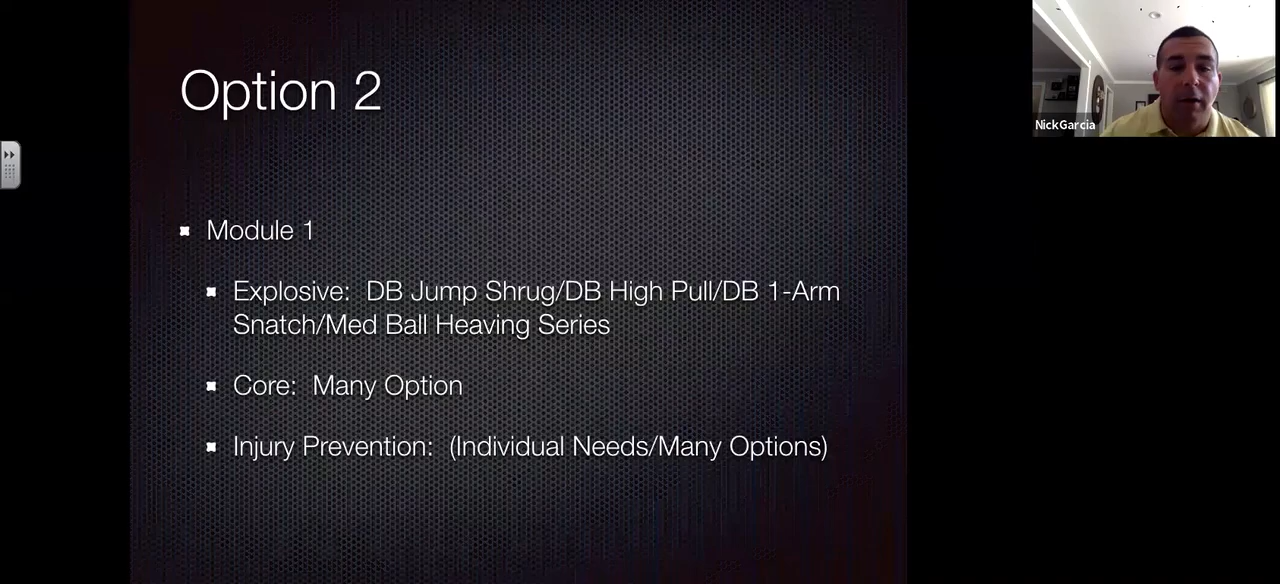 Option 2
NickGarcia
Module 1
Explosive: DB Jump Shrug/DB High Pull/DB 1-Arm
Snatch/Med Ball Heaving Series
Core: Many Option
Injury Prevention: (Individual Needs/Many Options)